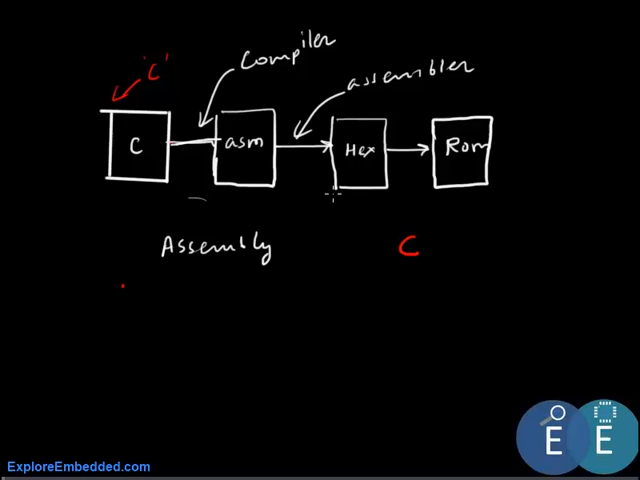 compiler
'C'
assembler
C
asm
Hex
Rom
Assembly
C
E E
ExploreEmbedded.com